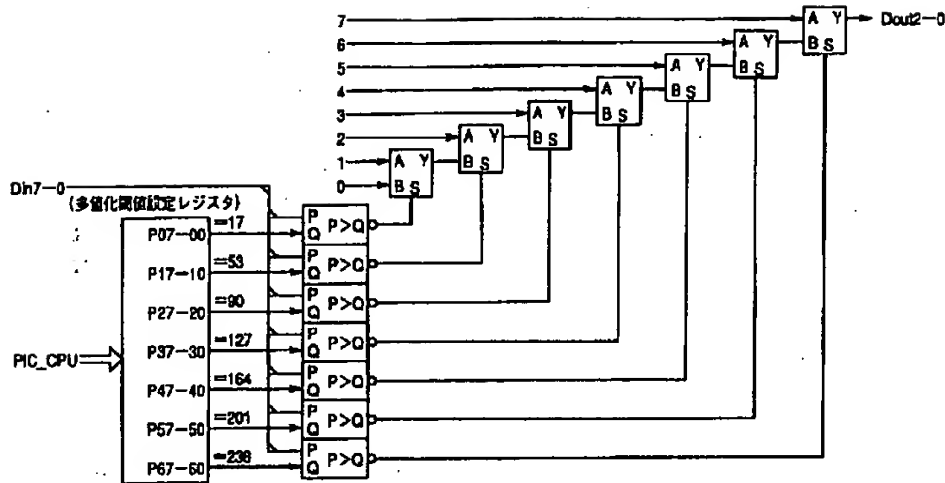 7 A Y Dout2-0
B S
6 A Y
B S
5 A Y
B S
4 A Y
B S
3 A Y
B S
2 A Y
B S
1 A Y
0 B S
Din7-0
(多値化閾値設定レジスタ)
P07-00 =17 P Q P>Q
P17-10 =53 P Q P>Q
P27-20 =90 P Q P>Q
PIC_CPU
P37-30 =127 P Q P>Q
P47-40 =164 P Q P>Q
P57-50 =201 P Q P>Q
P67-60 =238 P Q P>Q